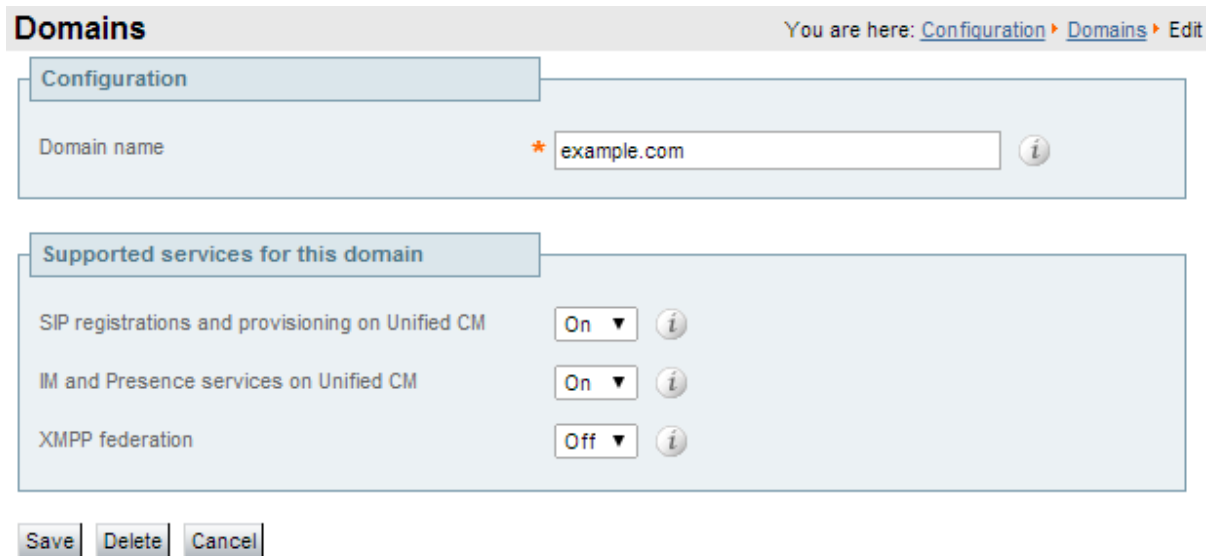 Domains
You are here: Configuration Domains Edit
Configuration
Domain name * example.com i
Supported services for this domain
SIP registrations and provisioning on Unified CM On i
IM and Presence services on Unified CM On i
XMPP federation Off i
Save Delete Cancel